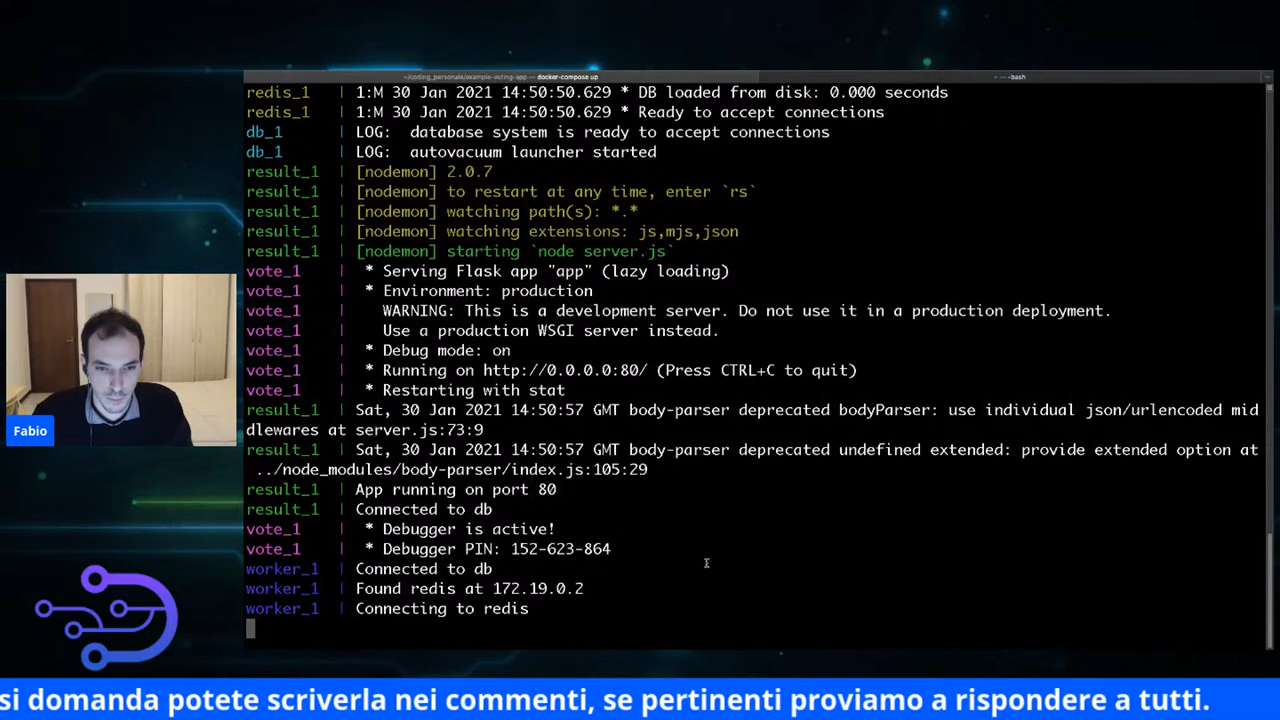 ~/coding_personale/example-voting-app — docker-compose up
— -bash
redis_1 | 1:M 30 Jan 2021 14:50:50.629 * DB loaded from disk: 0.000 seconds
redis_1 | 1:M 30 Jan 2021 14:50:50.629 * Ready to accept connections
db_1 | LOG: database system is ready to accept connections
db_1 | LOG: autovacuum launcher started
result_1 | [nodemon] 2.0.7
result_1 | [nodemon] to restart at any time, enter `rs`
result_1 | [nodemon] watching path(s): *.*
result_1 | [nodemon] watching extensions: js,mjs,json
result_1 | [nodemon] starting `node server.js`
vote_1 | * Serving Flask app "app" (lazy loading)
vote_1 | * Environment: production
vote_1 | WARNING: This is a development server. Do not use it in a production deployment.
vote_1 | Use a production WSGI server instead.
vote_1 | * Debug mode: on
vote_1 | * Running on http://0.0.0.0:80/ (Press CTRL+C to quit)
vote_1 | * Restarting with stat
result_1 | Sat, 30 Jan 2021 14:50:57 GMT body-parser deprecated bodyParser: use individual json/urlencoded mid
dlewares at server.js:73:9
result_1 | Sat, 30 Jan 2021 14:50:57 GMT body-parser deprecated undefined extended: provide extended option at
../node_modules/body-parser/index.js:105:29
result_1 | App running on port 80
result_1 | Connected to db
vote_1 | * Debugger is active!
vote_1 | * Debugger PIN: 152-623-864
worker_1 | Connected to db
worker_1 | Found redis at 172.19.0.2
worker_1 | Connecting to redis
Fabio
si domanda potete scriverla nei commenti, se pertinenti proviamo a rispondere a tutti.